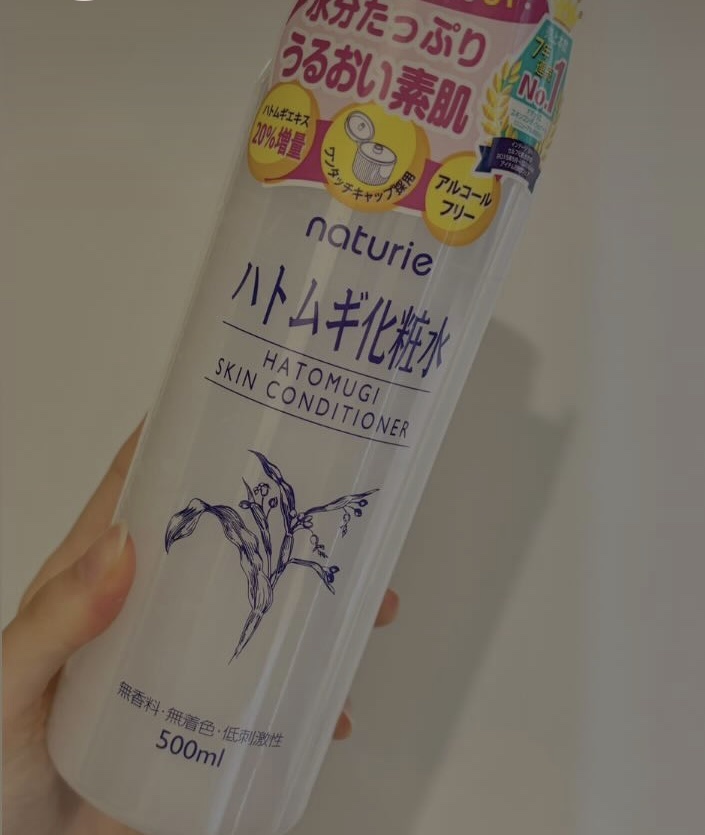 水分たっぷり
うるおい素肌
No.1
ハトムギエキス
20%増量
ワンタッチキャップ採用
アルコール
フリー
naturie
ハトムギ化粧水
HATOMUGI
SKIN CONDITIONER
無香料・無着色・低刺激性
500ml